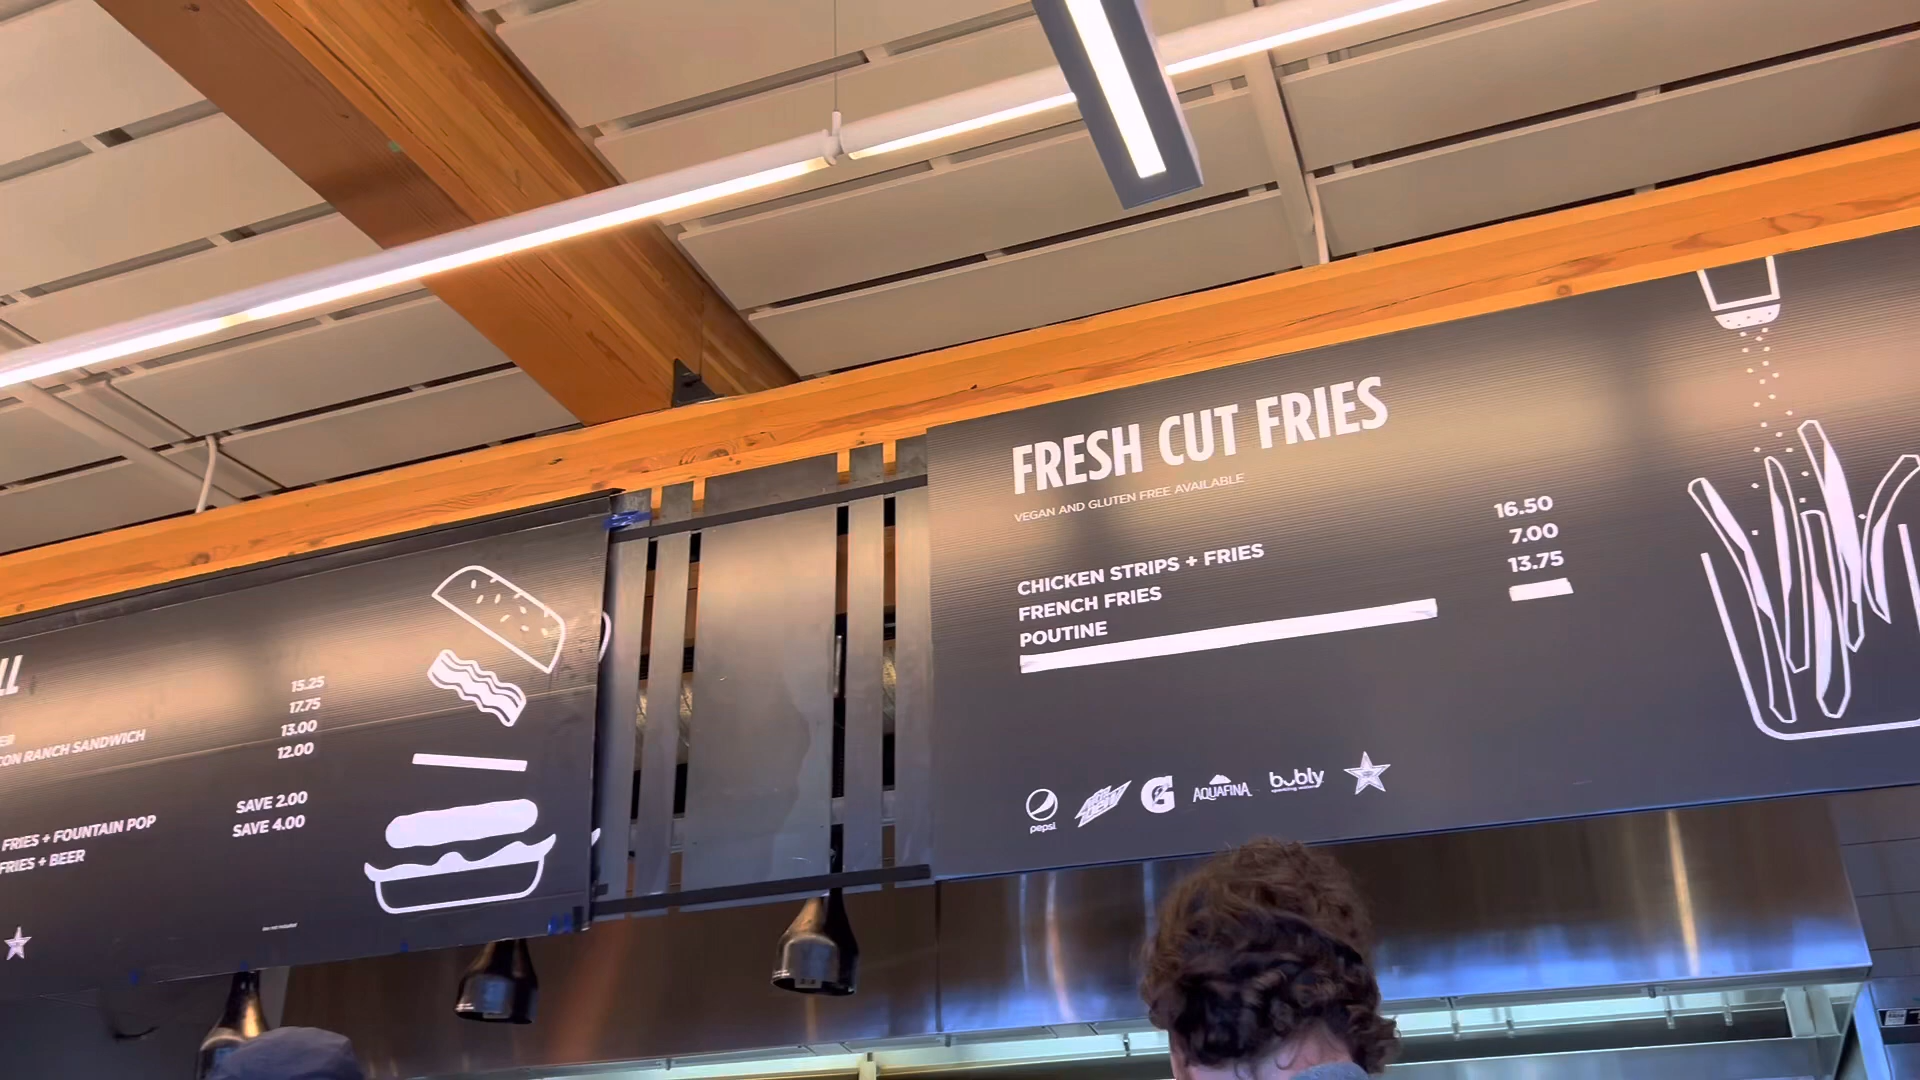 15.25
17.75
CON RANCH SANDWICH 13.00
12.00
FRIES + FOUNTAIN POP SAVE 2.00
FRIES + BEER SAVE 4.00
FRESH CUT FRIES
VEGAN AND GLUTEN FREE AVAILABLE
CHICKEN STRIPS + FRIES 16.50
FRENCH FRIES 7.00
POUTINE 13.75
pepsi
G
AQUAFINA
bubly